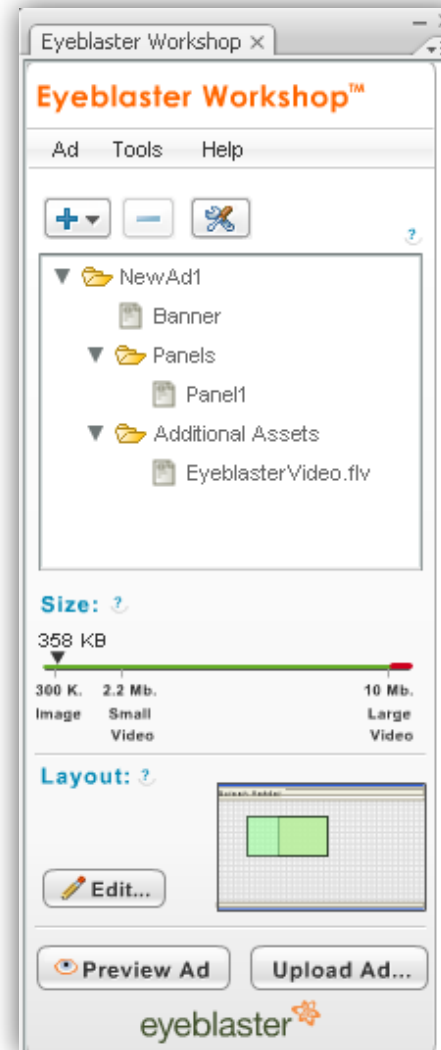 Eyeblaster Workshop
Eyeblaster Workshop™
Ad Tools Help
?
NewAd1
Banner
Panels
Panel1
Additional Assets
EyeblasterVideo.flv
Size: ?
358 KB
300 K. 2.2 Mb. 10 Mb.
Image Small Large
Video Video
Layout: ?
Edit...
Preview Ad Upload Ad...
eyeblaster